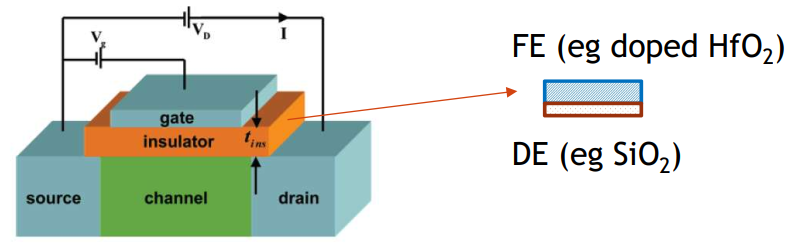 V_D
I
V_g
gate
insulator
t_ins
source
channel
drain
FE (eg doped HfO₂)
DE (eg SiO₂)